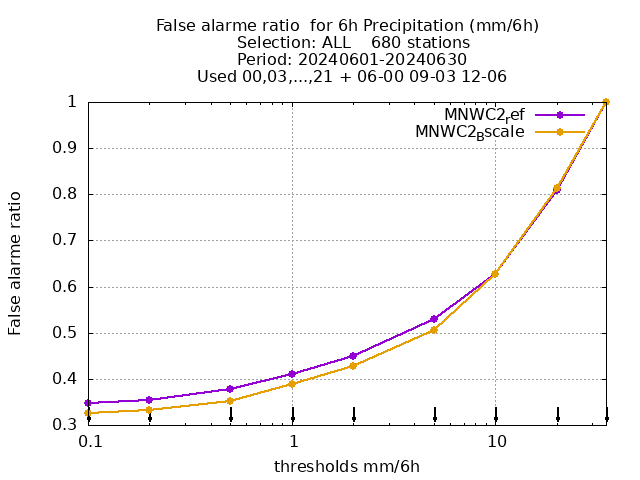 False alarme ratio  for 6h Precipitation (mm/6h)
Selection: ALL    680 stations
Period: 20240601-20240630
Used 00,03,...,21 + 06-00 09-03 12-06
MNWC2ref
MNWC2Bscale
1
0.9
0.8
0.7
0.6
0.5
0.4
0.3
False alarme ratio
0.1
1
10
thresholds mm/6h